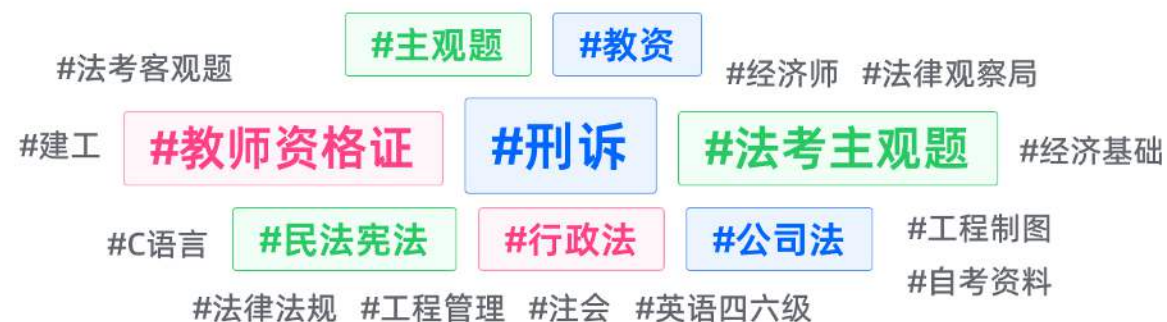 #主观题 #教资
#法考客观题 #经济师 #法律观察局
#建工 #教师资格证 #刑诉 #法考主观题 #经济基础
#C语言 #民法宪法 #行政法 #公司法 #工程制图
#自考资料
#法律法规 #工程管理 #注会 #英语四六级